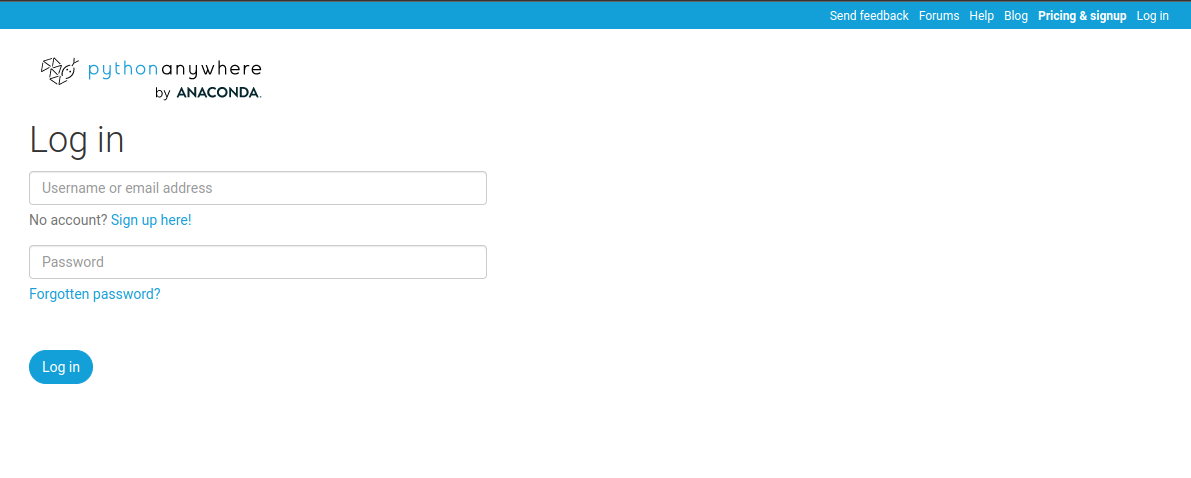 Send feedback Forums Help Blog Pricing & signup Log in
pythonanywhere
by ANACONDA.
Log in
Username or email address
No account? Sign up here!
Password
Forgotten password?
Log in